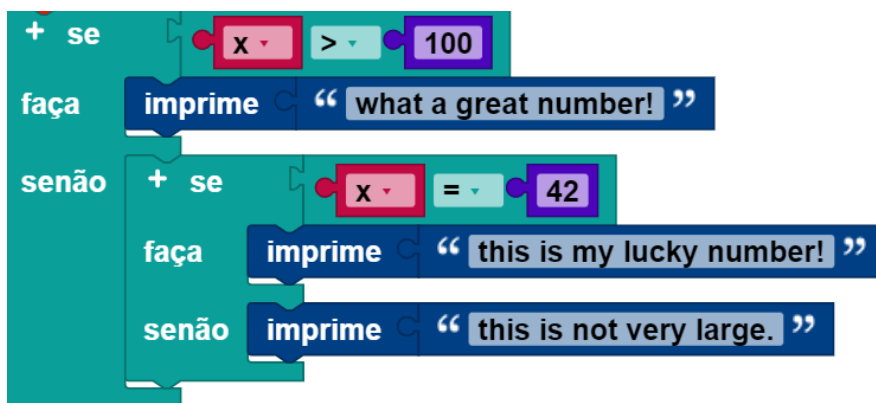 + se x > 100
faça imprime “ what a great number! ”
senão + se x = 42
faça imprime “ this is my lucky number! ”
senão imprime “ this is not very large. ”